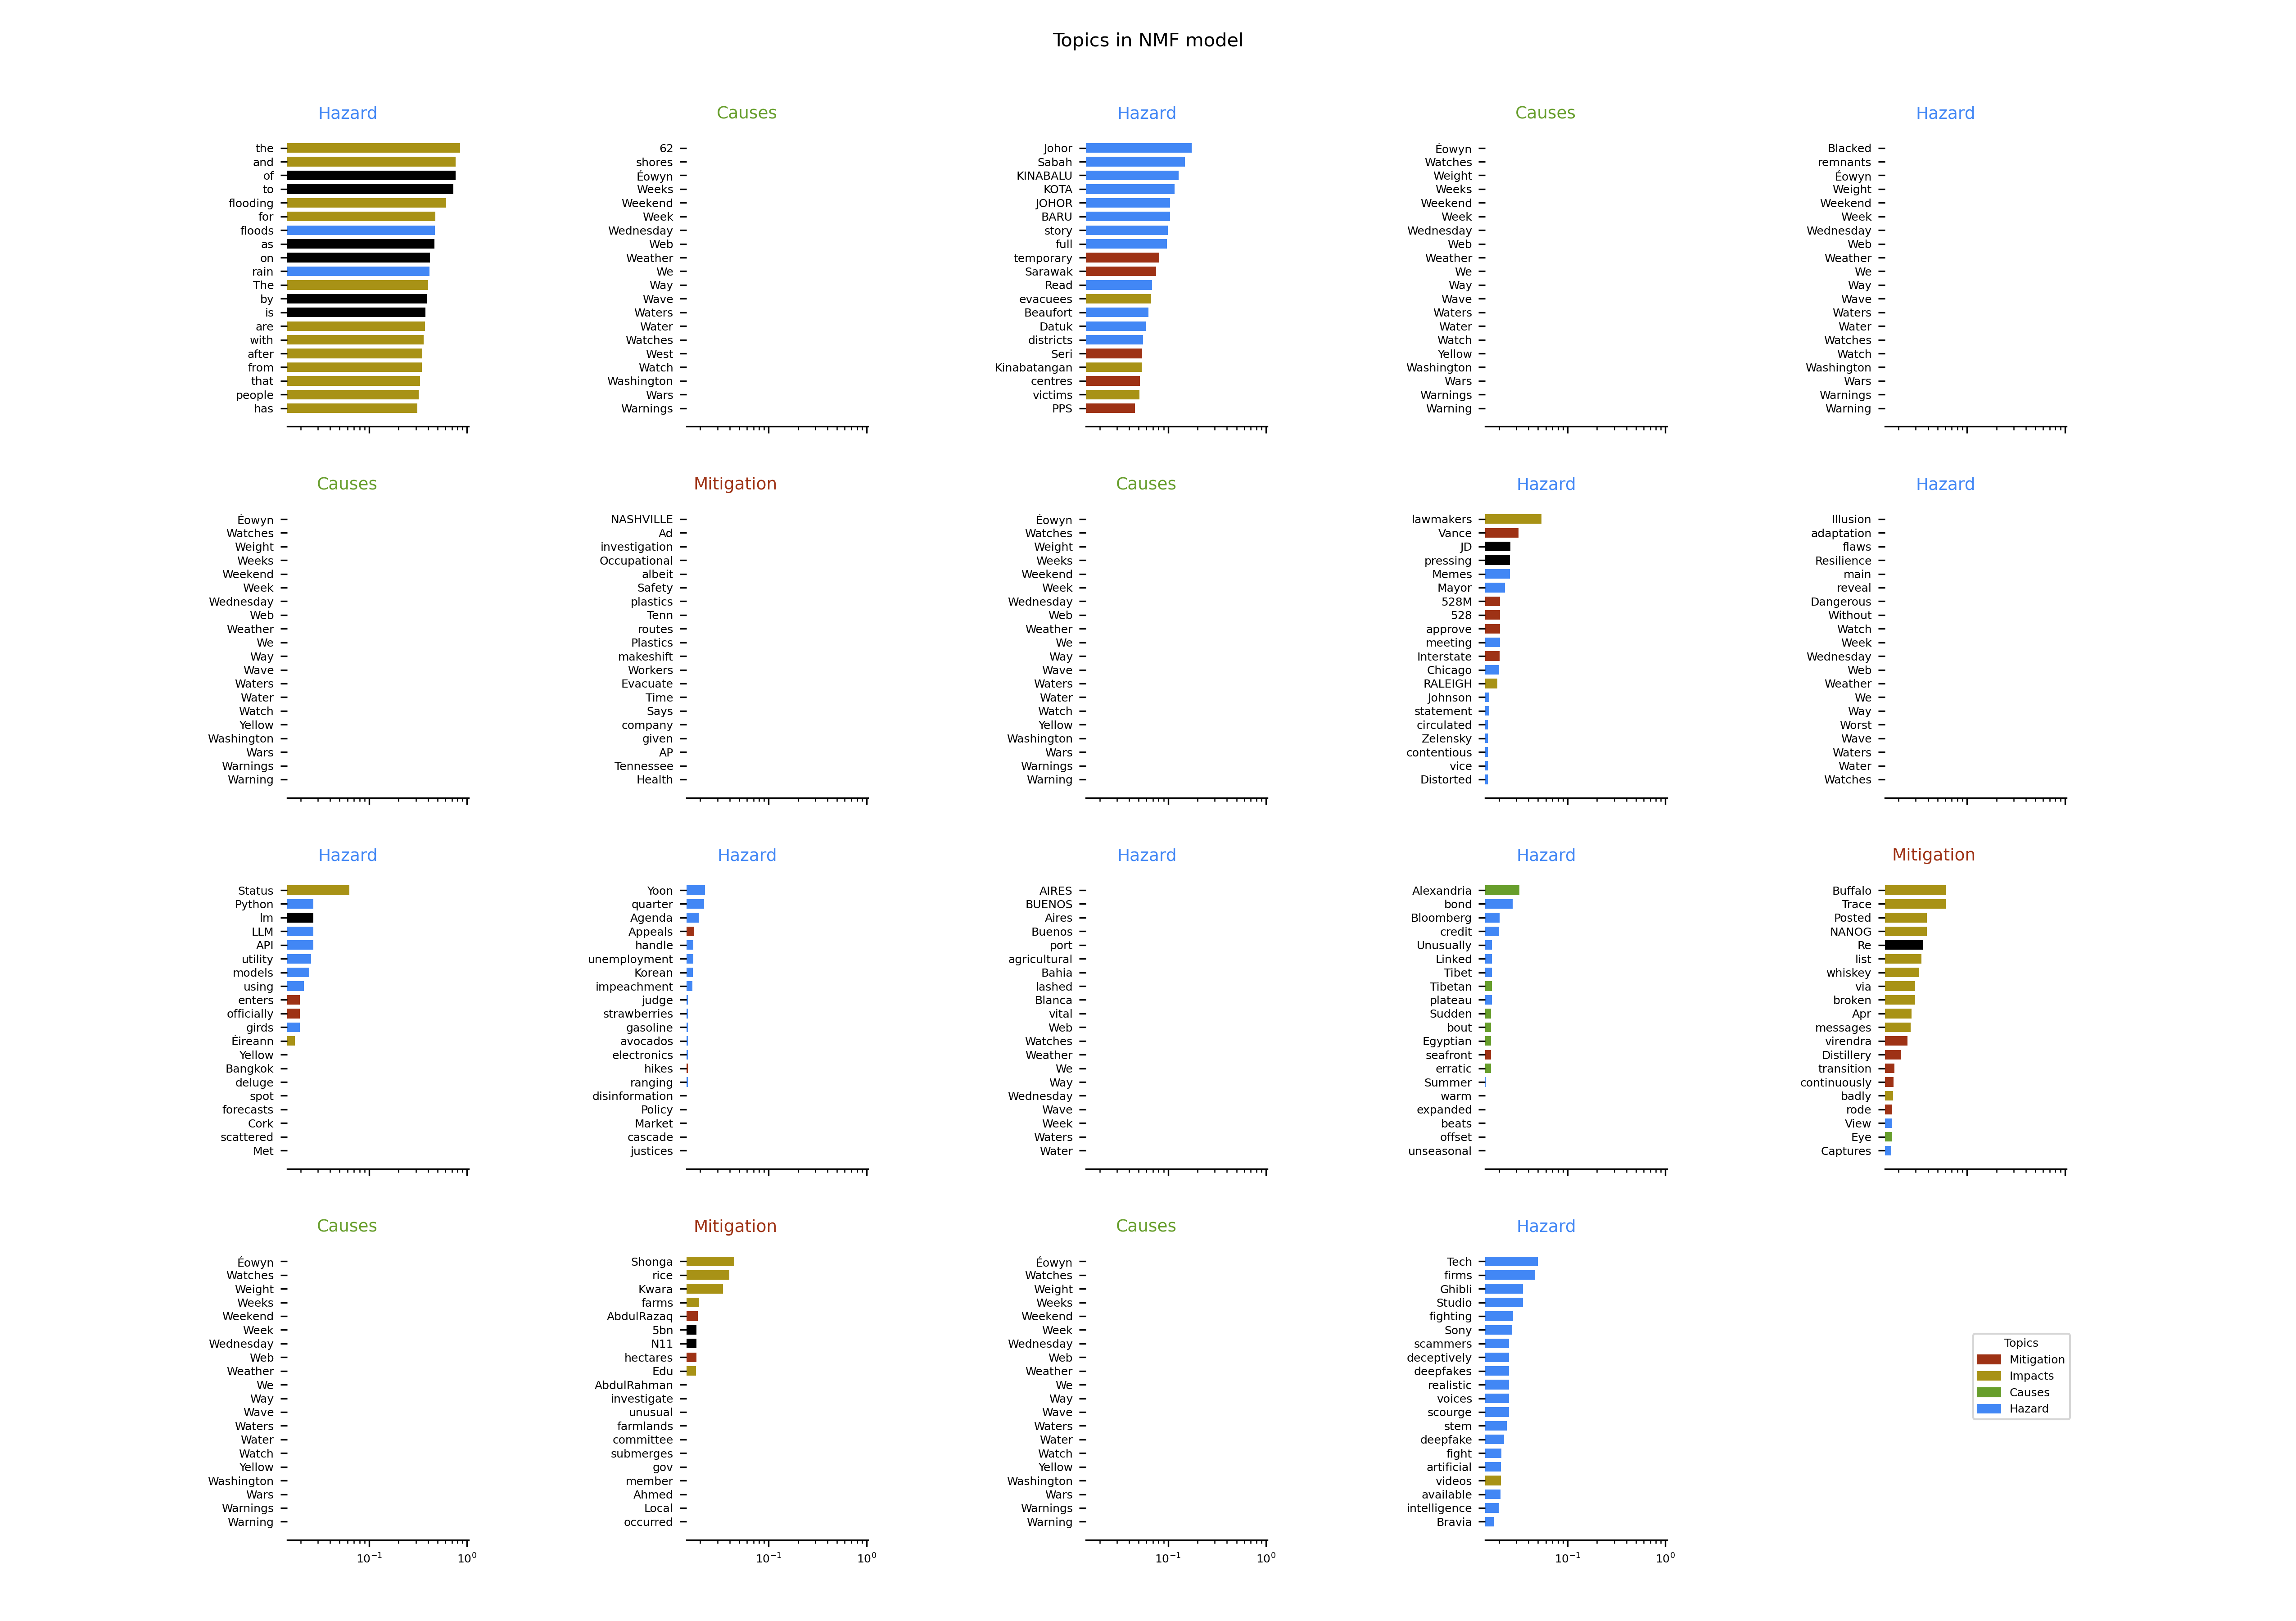 Topics in NMF model
Hazard
the
and
of
to
flooding
for
floods
as
on
rain
The
by
is
are
with
after
from
that
people
has
Causes
62
shores
Éowyn
Weeks
Weekend
Week
Wednesday
Web
Weather
We
Way
Wave
Waters
Water
Watches
West
Watch
Washington
Wars
Warnings
Hazard
Johor
Sabah
KINABALU
KOTA
JOHOR
BARU
story
full
temporary
Sarawak
Read
evacuees
Beaufort
Datuk
districts
Seri
Kinabatangan
centres
victims
PPS
Causes
Éowyn
Watches
Weight
Weeks
Weekend
Week
Wednesday
Web
Weather
We
Way
Wave
Waters
Water
Watch
Yellow
Washington
Wars
Warnings
Warning
Hazard
Blacked
remnants
Éowyn
Weight
Weekend
Week
Wednesday
Web
Weather
We
Way
Wave
Waters
Water
Watches
Watch
Washington
Wars
Warnings
Warning
Causes
Éowyn
Watches
Weight
Weeks
Weekend
Week
Wednesday
Web
Weather
We
Way
Wave
Waters
Water
Watch
Yellow
Washington
Wars
Warnings
Warning
Mitigation
NASHVILLE
Ad
investigation
Occupational
albeit
Safety
plastics
Tenn
routes
Plastics
makeshift
Workers
Evacuate
Time
Says
company
given
AP
Tennessee
Health
Causes
Éowyn
Watches
Weight
Weeks
Weekend
Week
Wednesday
Web
Weather
We
Way
Wave
Waters
Water
Watch
Yellow
Washington
Wars
Warnings
Warning
Hazard
lawmakers
Vance
JD
pressing
Memes
Mayor
528M
528
approve
meeting
Interstate
Chicago
RALEIGH
Johnson
statement
circulated
Zelensky
contentious
vice
Distorted
Hazard
Illusion
adaptation
flaws
Resilience
main
reveal
Dangerous
Without
Watch
Week
Wednesday
Web
Weather
We
Way
Worst
Wave
Waters
Water
Watches
Hazard
Status
Python
lm
LLM
API
utility
models
using
enters
officially
girds
Éireann
Yellow
Bangkok
deluge
spot
forecasts
Cork
scattered
Met
Hazard
Yoon
quarter
Agenda
Appeals
handle
unemployment
Korean
impeachment
judge
strawberries
gasoline
avocados
electronics
hikes
ranging
disinformation
Policy
Market
cascade
justices
Hazard
AIRES
BUENOS
Aires
Buenos
port
agricultural
Bahia
lashed
Blanca
vital
Web
Watches
Weather
We
Way
Wednesday
Wave
Week
Waters
Water
Hazard
Alexandria
bond
Bloomberg
credit
Unusually
Linked
Tibet
Tibetan
plateau
Sudden
bout
Egyptian
seafront
erratic
Summer
warm
expanded
beats
offset
unseasonal
Mitigation
Buffalo
Trace
Posted
NANOG
Re
list
whiskey
via
broken
Apr
messages
virendra
Distillery
transition
continuously
badly
rode
View
Eye
Captures
Causes
Éowyn
Watches
Weight
Weeks
Weekend
Week
Wednesday
Web
Weather
We
Way
Wave
Waters
Water
Watch
Yellow
Washington
Wars
Warnings
Warning
10⁻¹ 10⁰
Mitigation
Shonga
rice
Kwara
farms
AbdulRazaq
5bn
N11
hectares
Edu
AbdulRahman
investigate
unusual
farmlands
committee
submerges
gov
member
Ahmed
Local
occurred
10⁻¹ 10⁰
Causes
Éowyn
Watches
Weight
Weeks
Weekend
Week
Wednesday
Web
Weather
We
Way
Wave
Waters
Water
Watch
Yellow
Washington
Wars
Warnings
Warning
10⁻¹ 10⁰
Hazard
Tech
firms
Ghibli
Studio
fighting
Sony
scammers
deceptively
deepfakes
realistic
voices
scourge
stem
deepfake
fight
artificial
videos
available
intelligence
Bravia
10⁻¹ 10⁰
Topics
Mitigation
Impacts
Causes
Hazard